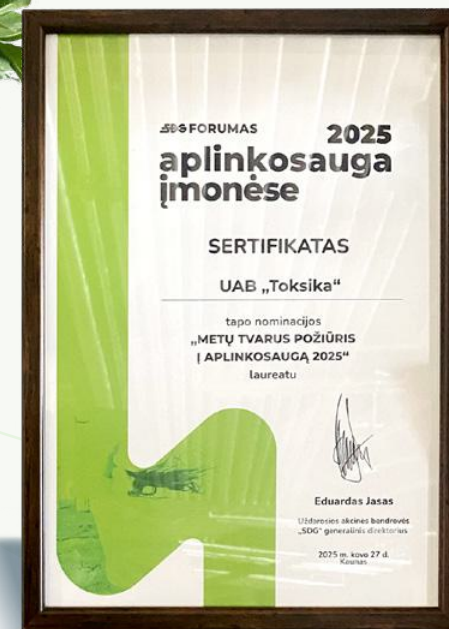 SDG FORUMAS
2025
aplinkosauga
įmonėse
SERTIFIKATAS
UAB „Toksika“
tapo nominacijos
„METŲ TVARUS POŽIŪRIS
Į APLINKOSAUGĄ 2025“
laureatu
Eduardas Jasas
Uždarosios akcinės bendrovės
„SDG“ generalinis direktorius
2025 m. kovo 27 d.
Kaunas